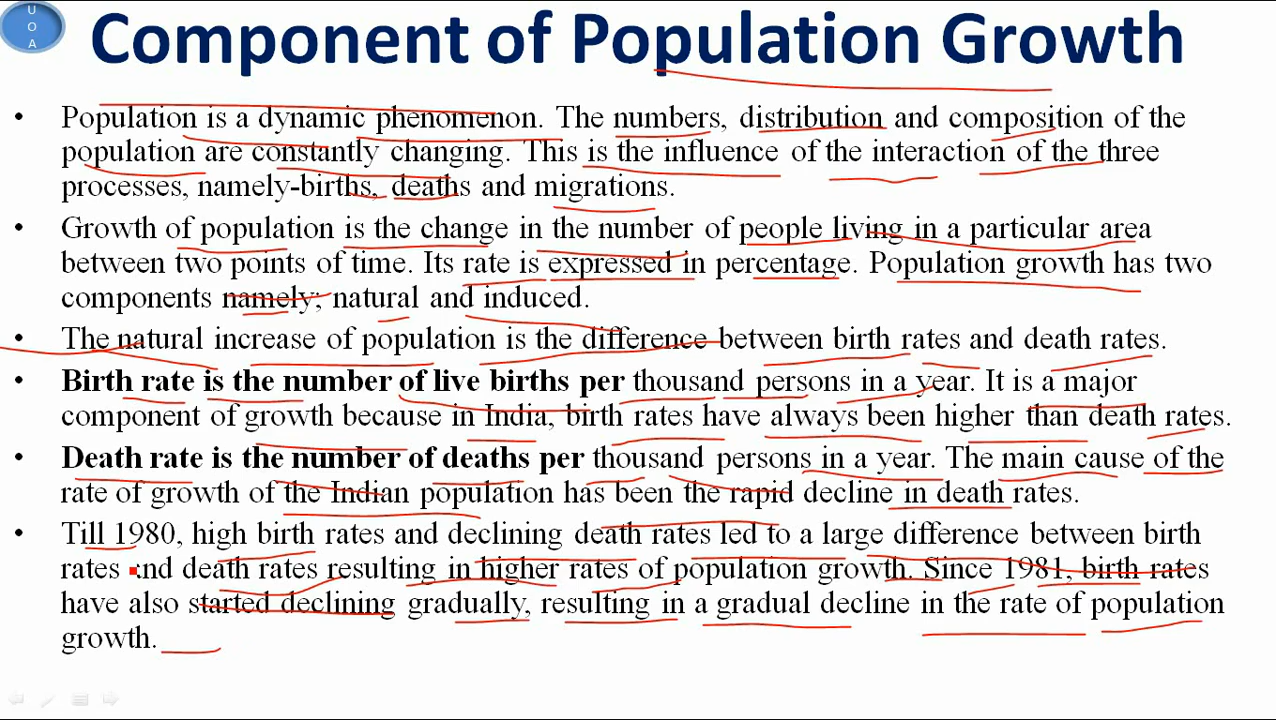 U
O
A
Component of Population Growth
• Population is a dynamic phenomenon. The numbers, distribution and composition of the
population are constantly changing. This is the influence of the interaction of the three
processes, namely-births, deaths and migrations.
• Growth of population is the change in the number of people living in a particular area
between two points of time. Its rate is expressed in percentage. Population growth has two
components namely; natural and induced.
• The natural increase of population is the difference between birth rates and death rates.
• Birth rate is the number of live births per thousand persons in a year. It is a major
component of growth because in India, birth rates have always been higher than death rates.
• Death rate is the number of deaths per thousand persons in a year. The main cause of the
rate of growth of the Indian population has been the rapid decline in death rates.
• Till 1980, high birth rates and declining death rates led to a large difference between birth
rates and death rates resulting in higher rates of population growth. Since 1981, birth rates
have also started declining gradually, resulting in a gradual decline in the rate of population
growth.